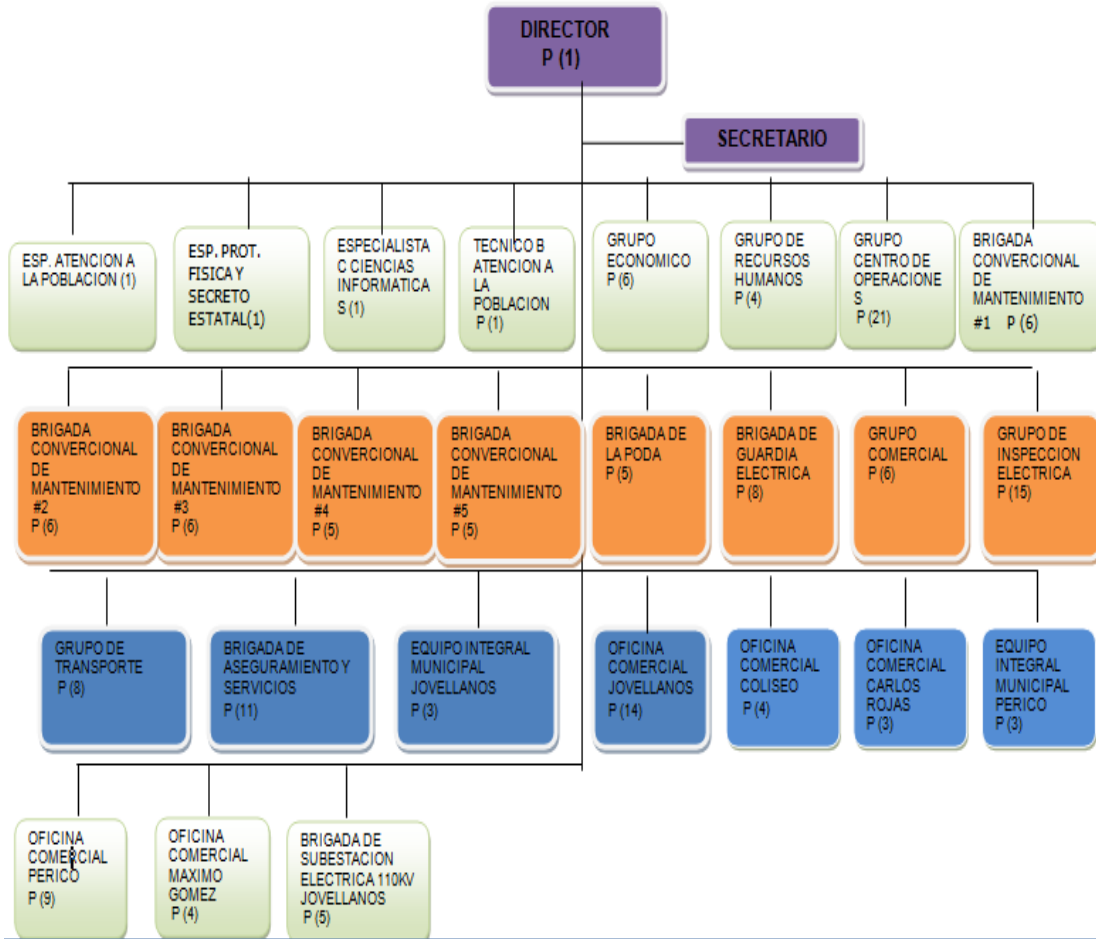 DIRECTOR
P (1)
SECRETARIO
ESP. ATENCION A
LA POBLACION (1)
ESP. PROT.
FISICA Y
SECRETO
ESTATAL(1)
ESPECIALISTA
C CIENCIAS
INFORMATICA
S (1)
TECNICO B
ATENCION A
LA
POBLACION
P (1)
GRUPO
ECONOMICO
P (6)
GRUPO DE
RECURSOS
HUMANOS
P (4)
GRUPO
CENTRO DE
OPERACIONE
S
P (21)
BRIGADA
CONVERCIONAL
DE
MANTENIMIENTO
#1 P (6)
BRIGADA
CONVERCIONAL
DE
MANTENIMIENTO
#2
P (6)
BRIGADA
CONVERCIONAL
DE
MANTENIMIENTO
#3
P (6)
BRIGADA
CONVERCIONAL
DE
MANTENIMIENTO
#4
P (5)
BRIGADA
CONVERCIONAL
DE
MANTENIMIENTO
#5
P (5)
BRIGADA DE
LA PODA
P (5)
BRIGADA DE
GUARDIA
ELECTRICA
P (8)
GRUPO
COMERCIAL
P (6)
GRUPO DE
INSPECCION
ELECTRICA
P (15)
GRUPO DE
TRANSPORTE
P (8)
BRIGADA DE
ASEGURAMIENTO Y
SERVICIOS
P (11)
EQUIPO INTEGRAL
MUNICIPAL
JOVELLANOS
P (3)
OFICINA
COMERCIAL
JOVELLANOS
P (14)
OFICINA
COMERCIAL
COLISEO
P (4)
OFICINA
COMERCIAL
CARLOS
ROJAS
P (3)
EQUIPO
INTEGRAL
MUNICIPAL
PERICO
P (3)
OFICINA
COMERCIAL
PERICO
P (9)
OFICINA
COMERCIAL
MAXIMO
GOMEZ
P (4)
BRIGADA DE
SUBESTACION
ELECTRICA 110KV
JOVELLANOS
P (5)